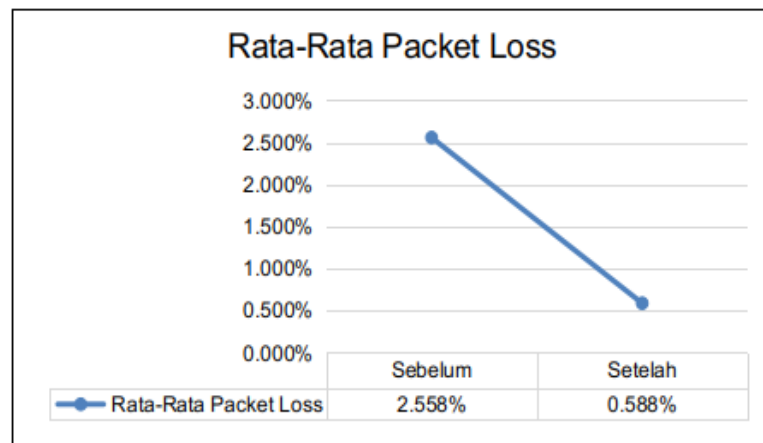 Rata-Rata Packet Loss
3.000%
2.500%
2.000%
1.500%
1.000%
0.500%
0.000%
Sebelum Setelah
Rata-Rata Packet Loss 2.558% 0.588%